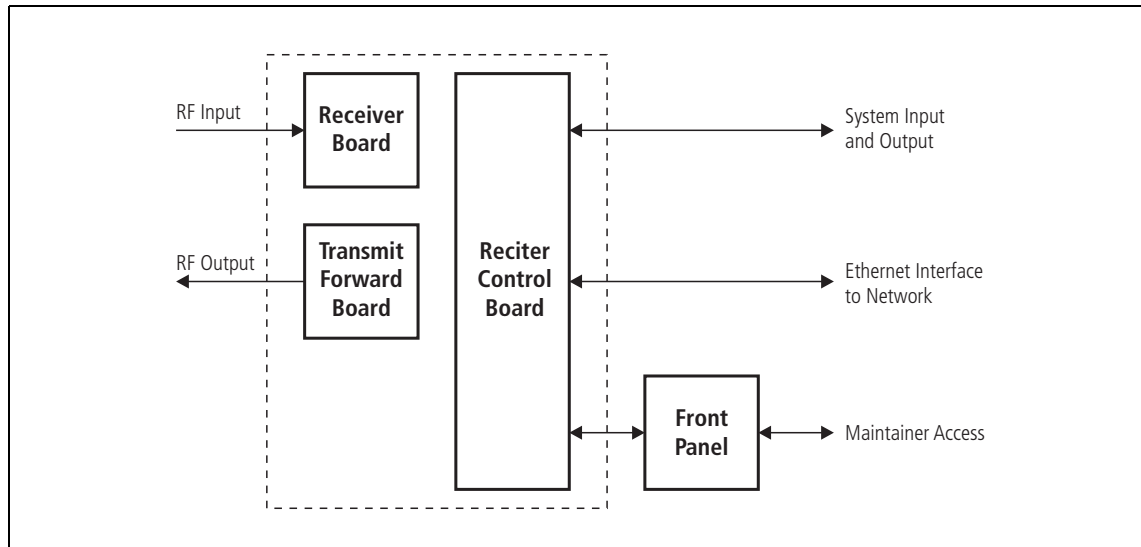 RF Input
Receiver
Board
System Input
and Output
RF Output
Transmit
Forward
Board
Reciter
Control
Board
Ethernet Interface
to Network
Front
Panel
Maintainer Access